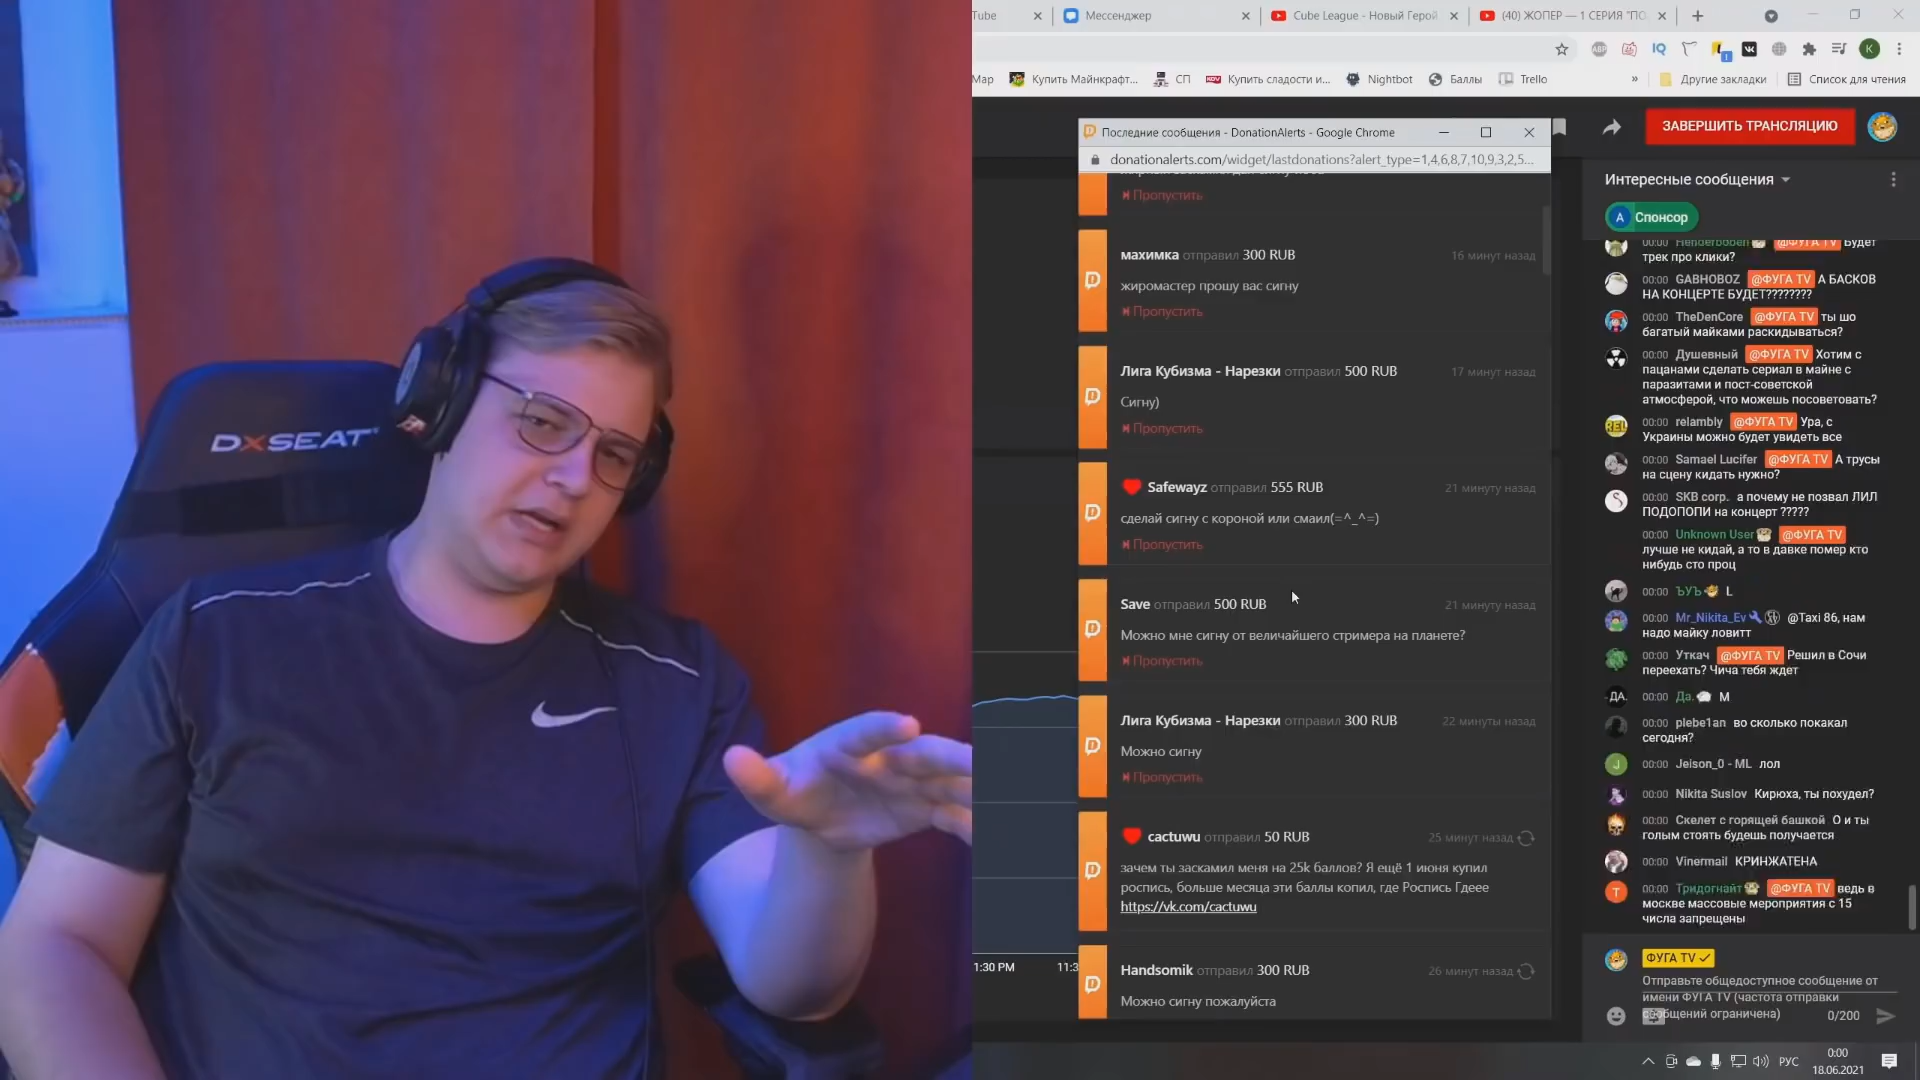 DXSEAT
Tube
Мессенджер
Cube League - Новый Герой
(40) ЖОПЕР — 1 СЕРИЯ "ПО
Мар
Купить Майнкрафт...
СП
Купить сладости и...
Nightbot
Баллы
Trello
»
Другие закладки
Список для чтения
ЗАВЕРШИТЬ ТРАНСЛЯЦИЮ
Последние сообщения - DonationAlerts - Google Chrome
donationalerts.com/widget/lastdonations?alert_type=1,4,6,8,7,10,9,3,2,5...
Пропустить
махимка отправил 300 RUB
16 минут назад
жиромастер прошу вас сигну
Пропустить
Лига Кубизма - Нарезки отправил 500 RUB
17 минут назад
Сигну)
Пропустить
Safewayz отправил 555 RUB
21 минуту назад
сделай сигну с короной или смаил(=^_^=)
Пропустить
Save отправил 500 RUB
21 минуту назад
Можно мне сигну от величайшего стримера на планете?
Пропустить
Лига Кубизма - Нарезки отправил 300 RUB
22 минуты назад
Можно сигну
Пропустить
cactuwu отправил 50 RUB
25 минут назад
зачем ты заскамил меня на 25k баллов? Я ещё 1 июня купил
роспись, больше месяца эти баллы копил, где Роспись Гдеее
https://vk.com/cactuwu
Handsomik отправил 300 RUB
26 минут назад
Можно сигну пожалуйста
1:30 PM
11:3
Интересные сообщения
А Спонсор
00:00 Henderboben @ФУГА TV Будет
трек про клики?
00:00 GABHOBOZ @ФУГА TV А БАСКОВ
НА КОНЦЕРТЕ БУДЕТ????????
00:00 TheDenCore @ФУГА TV ты шо
багатый майками раскидываться?
00:00 Душевный @ФУГА TV Хотим с
пацанами сделать сериал в майне с
паразитами и пост-советской
атмосферой, что можешь посоветовать?
00:00 relambly @ФУГА TV Ура, с
Украины можно будет увидеть все
00:00 Samael Lucifer @ФУГА TV А трусы
на сцену кидать нужно?
00:00 SKB corp. а почему не позвал ЛИЛ
ПОДОПОПИ на концерт ?????
00:00 Unknown User @ФУГА TV
лучше не кидай, а то в давке помер кто
нибудь сто проц
00:00 ЪУЪ L
00:00 Mr_Nikita_Ev @Taxi 86, нам
надо майку ловитт
00:00 Уткач @ФУГА TV Решил в Сочи
переехать? Чича тебя ждет
00:00 Да. М
00:00 plebe1an во сколько покакал
сегодня?
00:00 Jeison_0 - ML лол
00:00 Nikita Suslov Кирюха, ты похудел?
00:00 Скелет с горящей башкой О и ты
голым стоять будешь получается
00:00 Vinermail КРИНЖАТЕНА
00:00 Тридогнайт @ФУГА TV ведь в
москве массовые мероприятия с 15
числа запрещены
ФУГА TV
Отправьте общедоступное сообщение от
имени ФУГА TV (частота отправки
сообщений ограничена)
0/200
РУС
0:00
18.06.2021